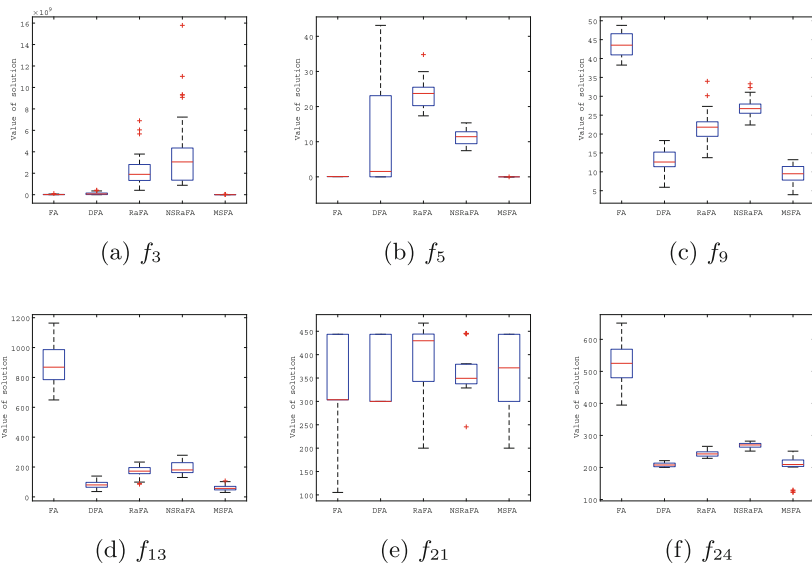 ×10⁹
Value of solution
16
14
12
10
8
6
4
2
0
FA DFA RaFA NSRaFA MSFA
(a) f₃
Value of solution
40
30
20
10
0
FA DFA RaFA NSRaFA MSFA
(b) f₅
Value of solution
50
45
40
35
30
25
20
15
10
5
FA DFA RaFA NSRaFA MSFA
(c) f₉
Value of solution
1200
1000
800
600
400
200
0
FA DFA RaFA NSRaFA MSFA
(d) f₁₃
Value of solution
450
400
350
300
250
200
150
100
FA DFA RaFA NSRaFA MSFA
(e) f₂₁
Value of solution
600
500
400
300
200
100
FA DFA RaFA NSRaFA MSFA
(f) f₂₄